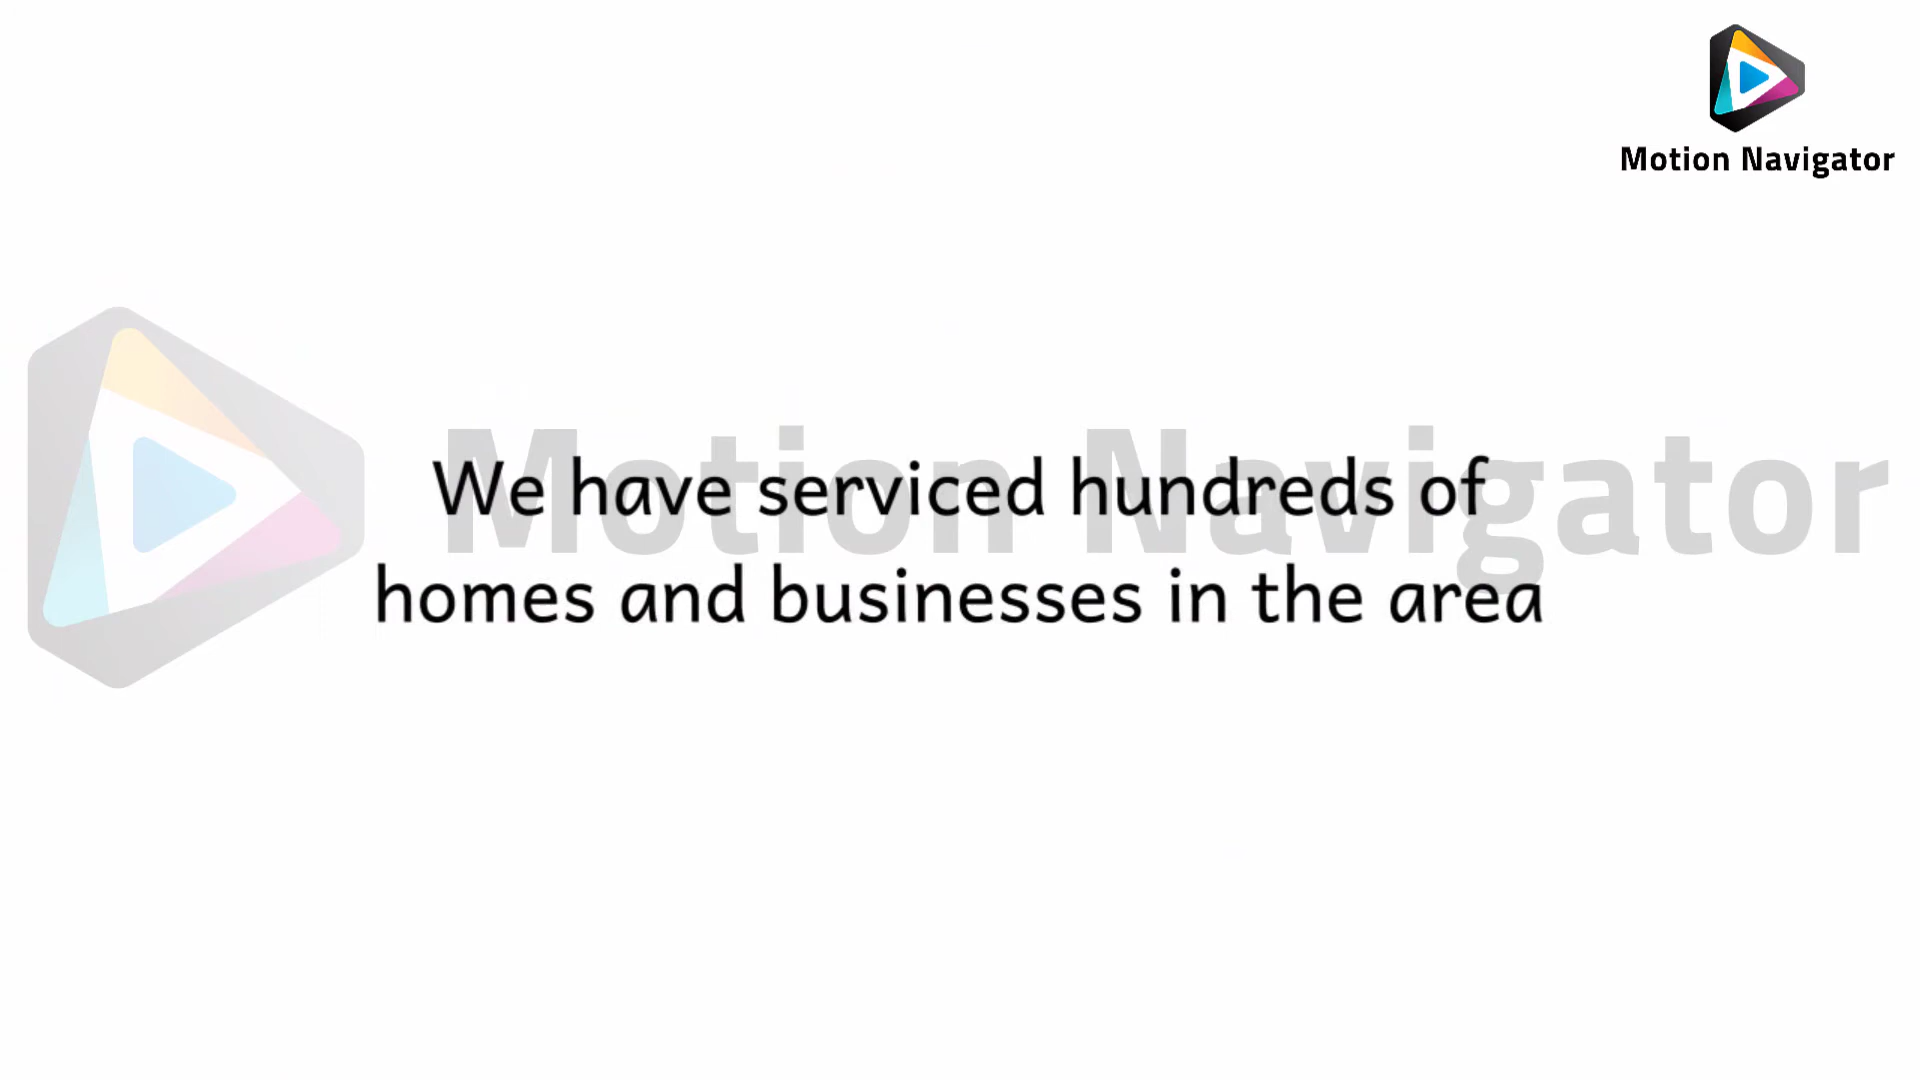 Motion Navigator
Motion Navigator
We have serviced hundreds of
homes and businesses in the area